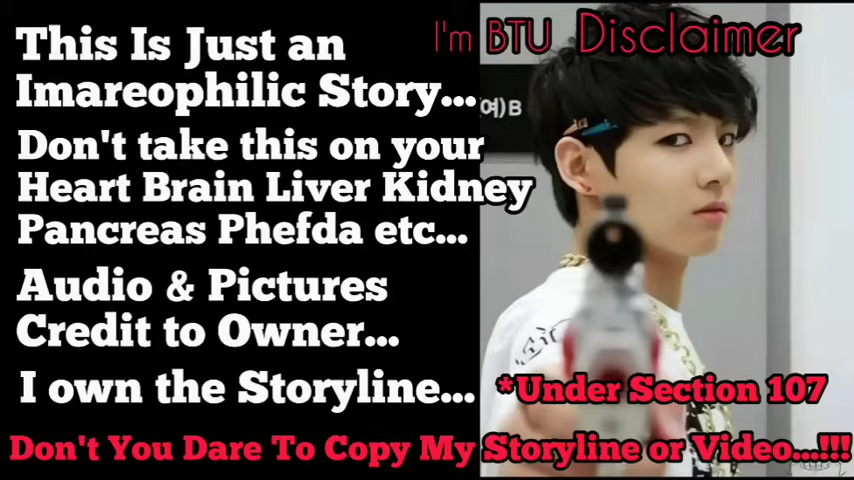 I'm BTU Disclaimer
This Is Just an
Imareophilic Story...
여)B
Don't take this on your
Heart Brain Liver Kidney
Pancreas Phefda etc...
Audio & Pictures
Credit to Owner...
I own the Storyline...
*Under Section 107
Don't You Dare To Copy My Storyline or Video...!!!